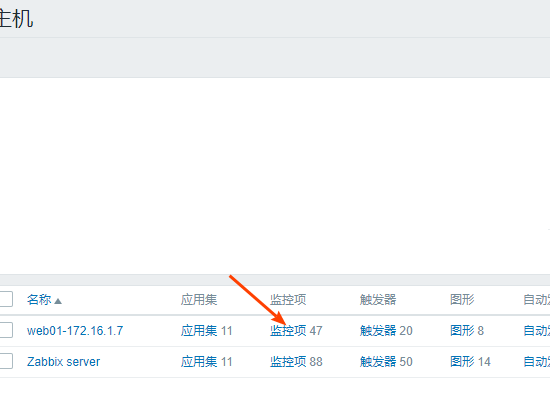 主机
名称 应用集 监控项 触发器 图形 自动
web01-172.16.1.7 应用集 11 监控项 47 触发器 20 图形 8 自动
Zabbix server 应用集 11 监控项 88 触发器 50 图形 14 自动